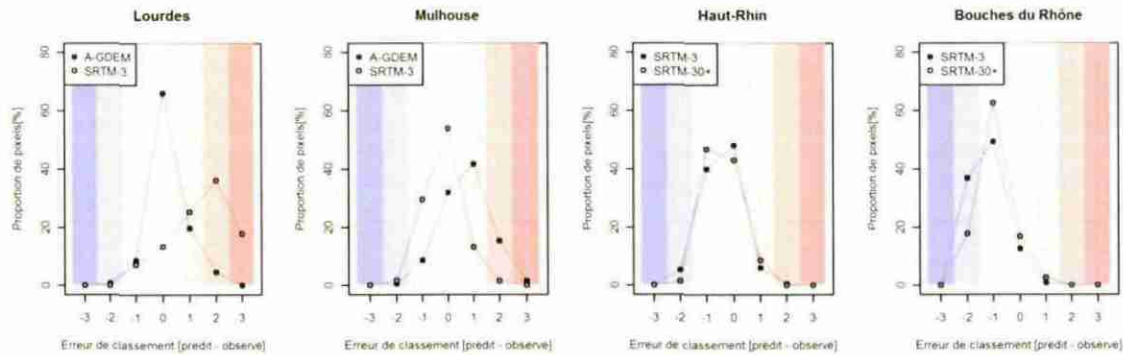 Lourdes
Proportion de pixels[%]
80
60
40
20
0
A-GDEM
SRTM-3
-3 -2 -1 0 1 2 3
Erreur de classement [prédit - observé]
Mulhouse
Proportion de pixels[%]
80
60
40
20
0
A-GDEM
SRTM-3
-3 -2 -1 0 1 2 3
Erreur de classement [prédit - observé]
Haut-Rhin
Proportion de pixels[%]
80
60
40
20
0
SRTM-3
SRTM-30+
-3 -2 -1 0 1 2 3
Erreur de classement [prédit - observé]
Bouches du Rhône
Proportion de pixels[%]
80
60
40
20
0
SRTM-3
SRTM-30+
-3 -2 -1 0 1 2 3
Erreur de classement [prédit - observé]